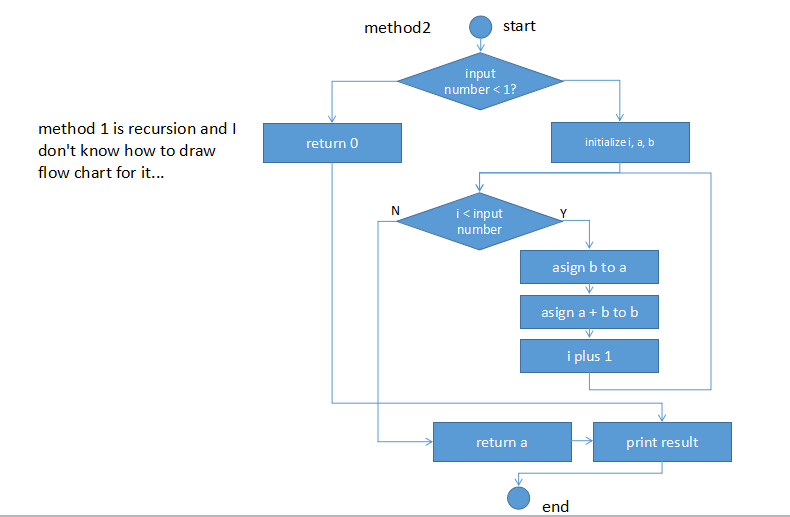 method2
start
input
number < 1?
method 1 is recursion and I
don't know how to draw
flow chart for it...
return 0
initialize i, a, b
N
i < input
number
Y
asign b to a
asign a + b to b
i plus 1
return a
print result
end